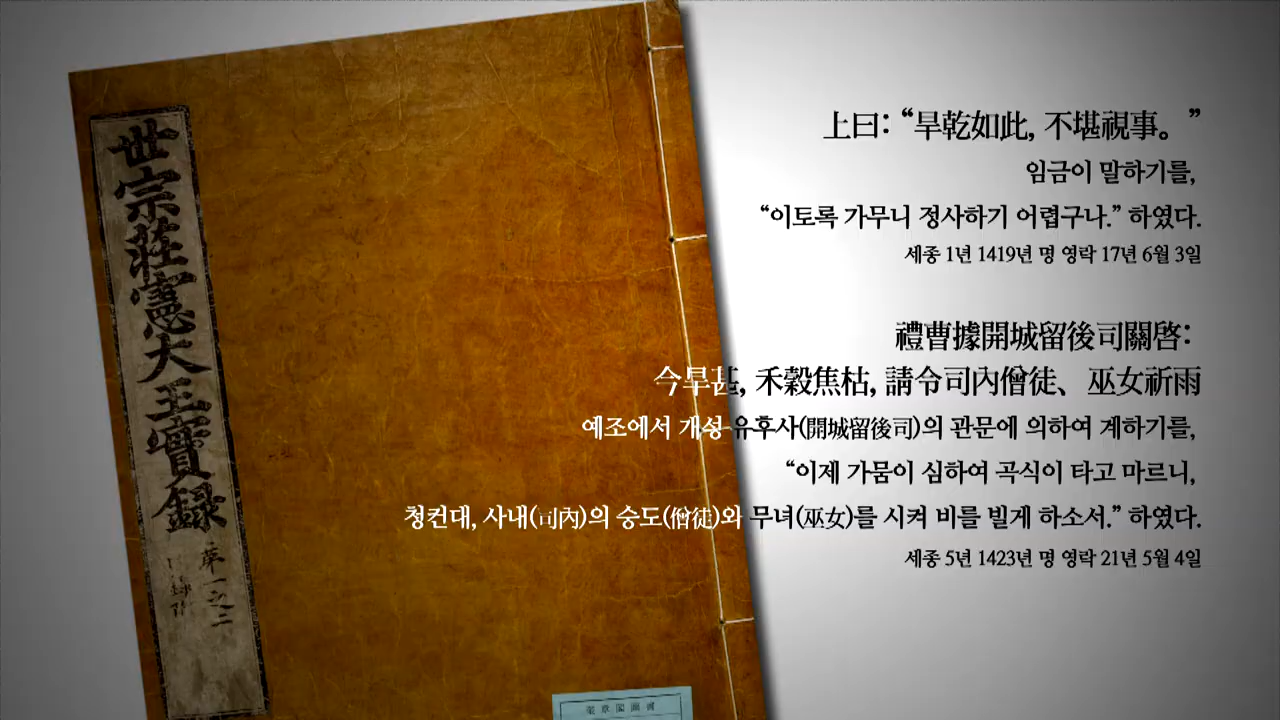 世宗莊憲大王實録
第一之二
上曰: “旱乾如此, 不堪視事。”
임금이 말하기를,
“이토록 가무니 정사하기 어렵구나.” 하였다.
세종 1년 1419년 명 영락 17년 6월 3일
禮曹據開城留後司關啓:
今旱甚, 禾穀焦枯, 請令司內僧徒、巫女祈雨
예조에서 개성 유후사(開城留後司)의 관문에 의하여 계하기를,
“이제 가뭄이 심하여 곡식이 타고 마르니,
청컨대, 사내(司內)의 승도(僧徒)와 무녀(巫女)를 시켜 비를 빌게 하소서.” 하였다.
세종 5년 1423년 명 영락 21년 5월 4일